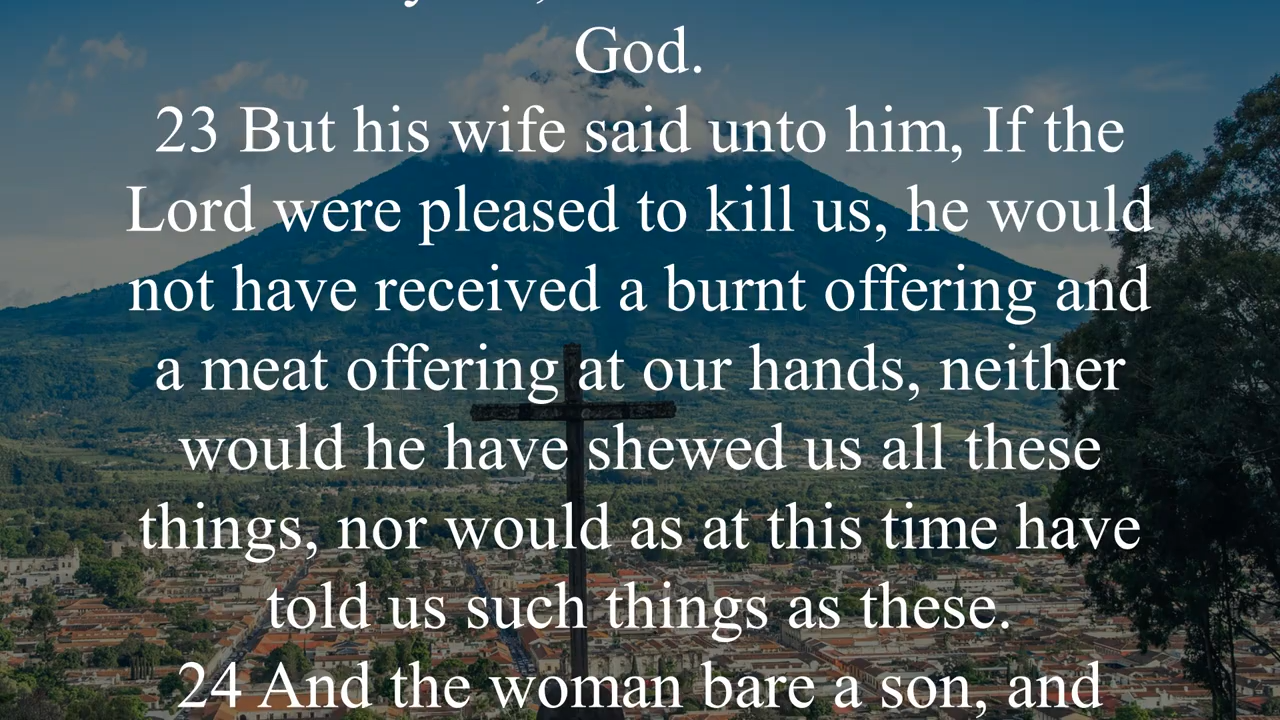 God.
23 But his wife said unto him, If the
Lord were pleased to kill us, he would
not have received a burnt offering and
a meat offering at our hands, neither
would he have shewed us all these
things, nor would as at this time have
told us such things as these.
24 And the woman bare a son, and